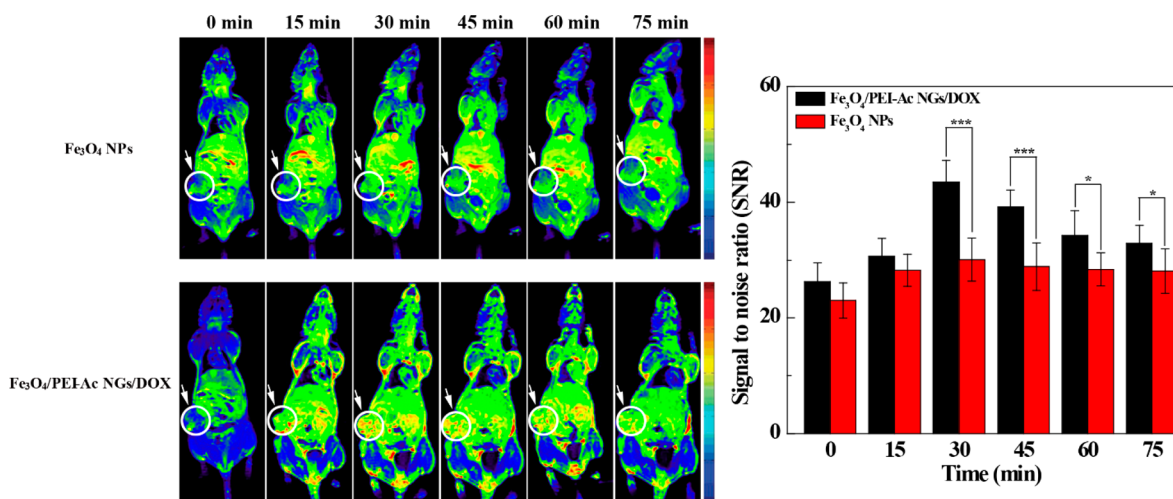 0 min 15 min 30 min 45 min 60 min 75 min
Fe₃O₄ NPs
Fe₃O₄/PEI-Ac NGs/DOX
60
40
20
0
Signal to noise ratio (SNR)
Fe₃O₄/PEI-Ac NGs/DOX
Fe₃O₄ NPs
***
***
*
*
0 15 30 45 60 75
Time (min)